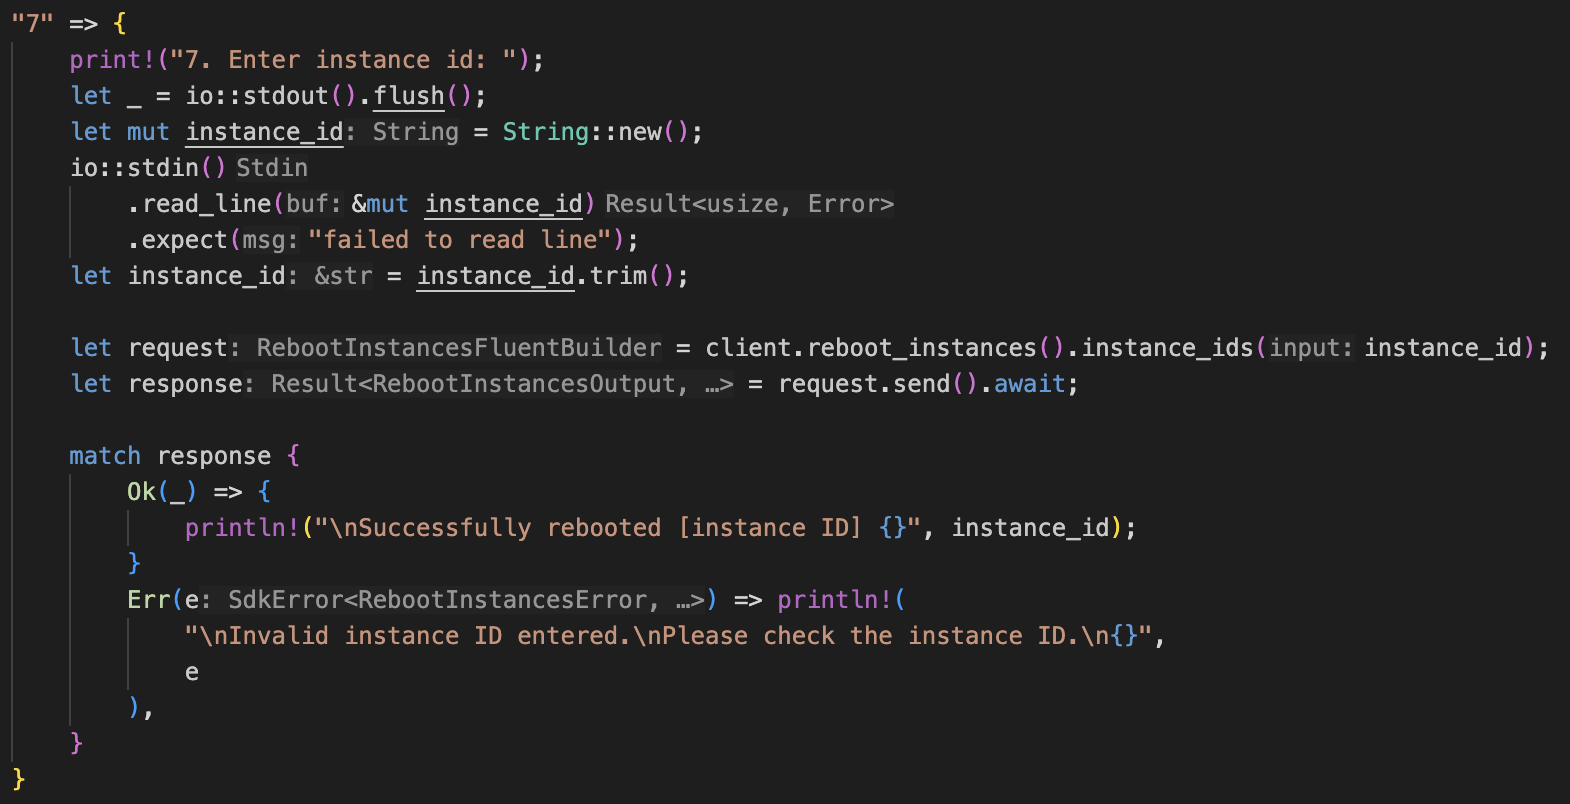 "7" => {
print!("7. Enter instance id: ");
let _ = io::stdout().flush();
let mut instance_id: String = String::new();
io::stdin() Stdin
.read_line(buf: &mut instance_id) Result<usize, Error>
.expect(msg: "failed to read line");
let instance_id: &str = instance_id.trim();
let request: RebootInstancesFluentBuilder = client.reboot_instances().instance_ids(input: instance_id);
let response: Result<RebootInstancesOutput, …> = request.send().await;
match response {
Ok(_) => {
println!("\nSuccessfully rebooted [instance ID] {}", instance_id);
}
Err(e: SdkError<RebootInstancesError, …>) => println!(
"\nInvalid instance ID entered.\nPlease check the instance ID.\n{}",
e
),
}
}